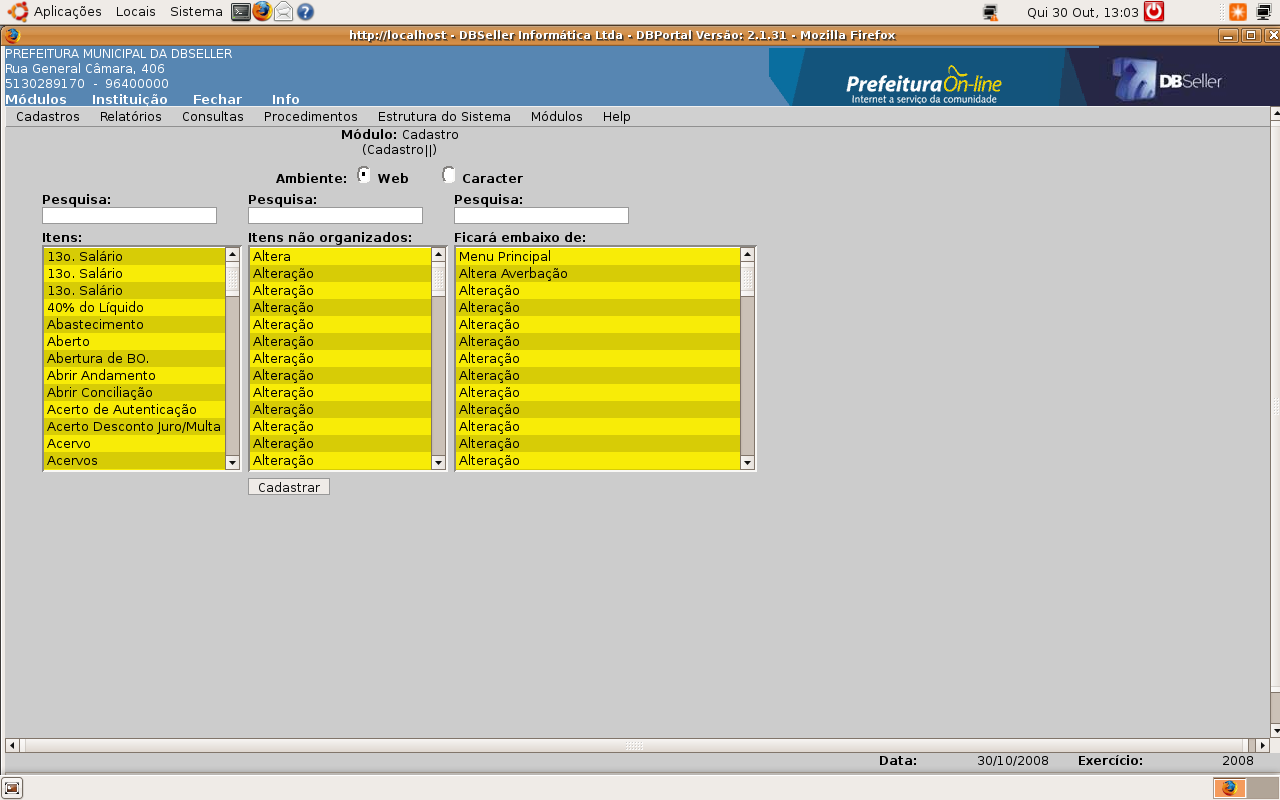 Aplicações Locais Sistema Qui 30 Out, 13:03
http://localhost - DBSeller Informática Ltda - DBPortal Versão: 2.1.31 - Mozilla Firefox
PREFEITURA MUNICIPAL DA DBSELLER
Rua General Câmara, 406
5130289170 - 96400000
Prefeitura On-line
Internet a serviço da comunidade
DBSeller
Módulos Instituição Fechar Info
Cadastros Relatórios Consultas Procedimentos Estrutura do Sistema Módulos Help
Módulo: Cadastro
(Cadastro||)
Ambiente: Web Caracter
Pesquisa: Pesquisa: Pesquisa:
Itens: Itens não organizados: Ficará embaixo de:
13o. Salário Altera Menu Principal
13o. Salário Alteração Altera Averbação
13o. Salário Alteração Alteração
40% do Líquido Alteração Alteração
Abastecimento Alteração Alteração
Aberto Alteração Alteração
Abertura de BO. Alteração Alteração
Abrir Andamento Alteração Alteração
Abrir Conciliação Alteração Alteração
Acerto de Autenticação Alteração Alteração
Acerto Desconto Juro/Multa Alteração Alteração
Acervo Alteração Alteração
Acervos Alteração Alteração
Cadastrar
Data: 30/10/2008 Exercício: 2008